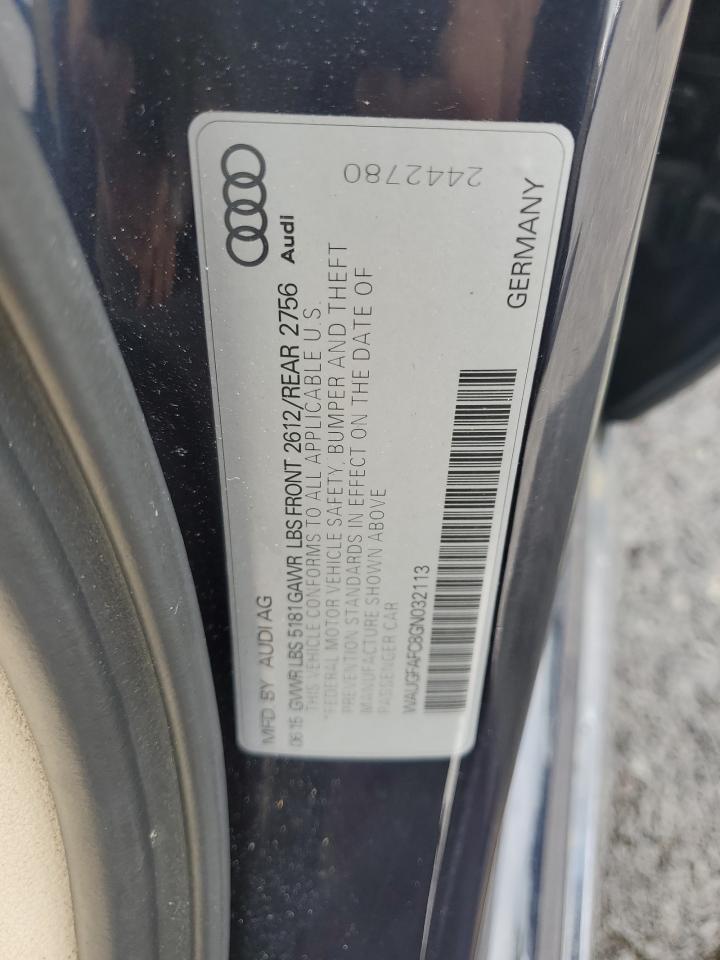 MFD BY AUDI AG
Audi
06 15 GVWR LBS 5181 GAWR LBS FRONT 2612/REAR 2756
THIS VEHICLE CONFORMS TO ALL APPLICABLE U.S.
*FEDERAL MOTOR VEHICLE SAFETY, BUMPER AND THEFT
PREVENTION STANDARDS IN EFFECT ON THE DATE OF
MANUFACTURE SHOWN ABOVE
PASSENGER CAR
2442780
WAUGFAFC8GN032113
GERMANY